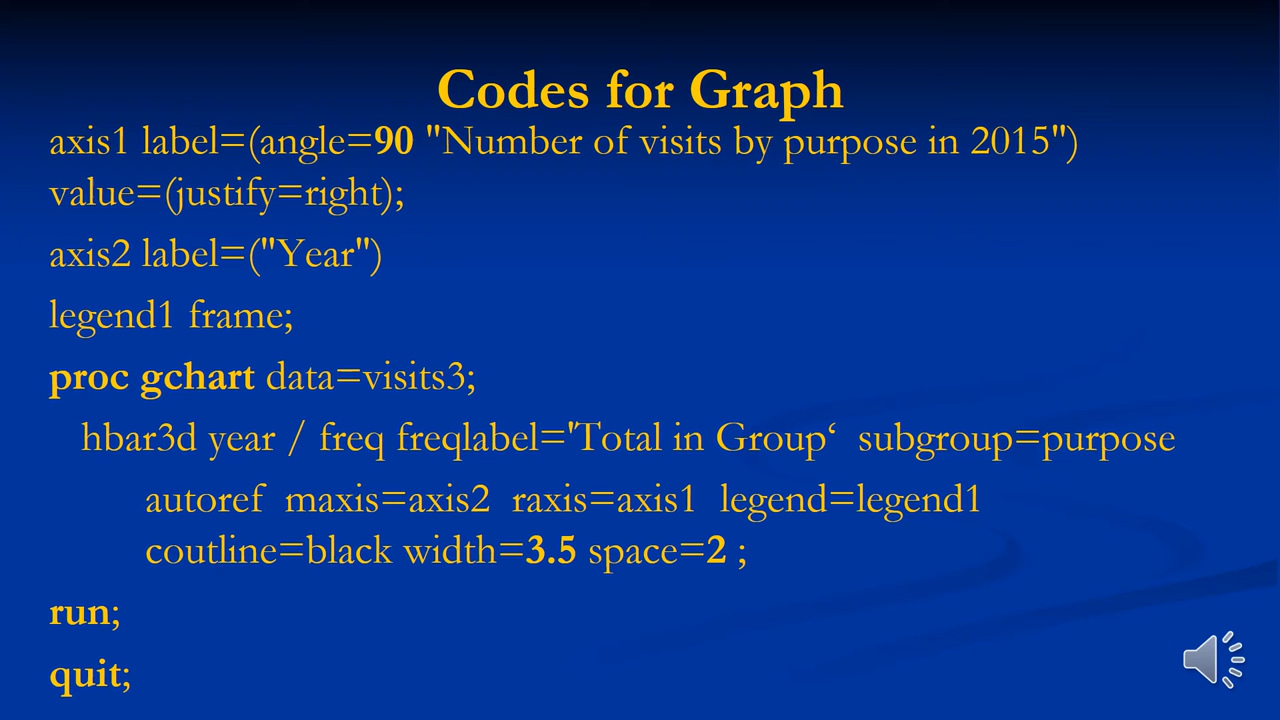 Codes for Graph
axis1 label=(angle=90 "Number of visits by purpose in 2015")
value=(justify=right);
axis2 label=("Year")
legend1 frame;
proc gchart data=visits3;
hbar3d year / freq freqlabel='Total in Group‘ subgroup=purpose
autoref maxis=axis2 raxis=axis1 legend=legend1
coutline=black width=3.5 space=2 ;
run;
quit;